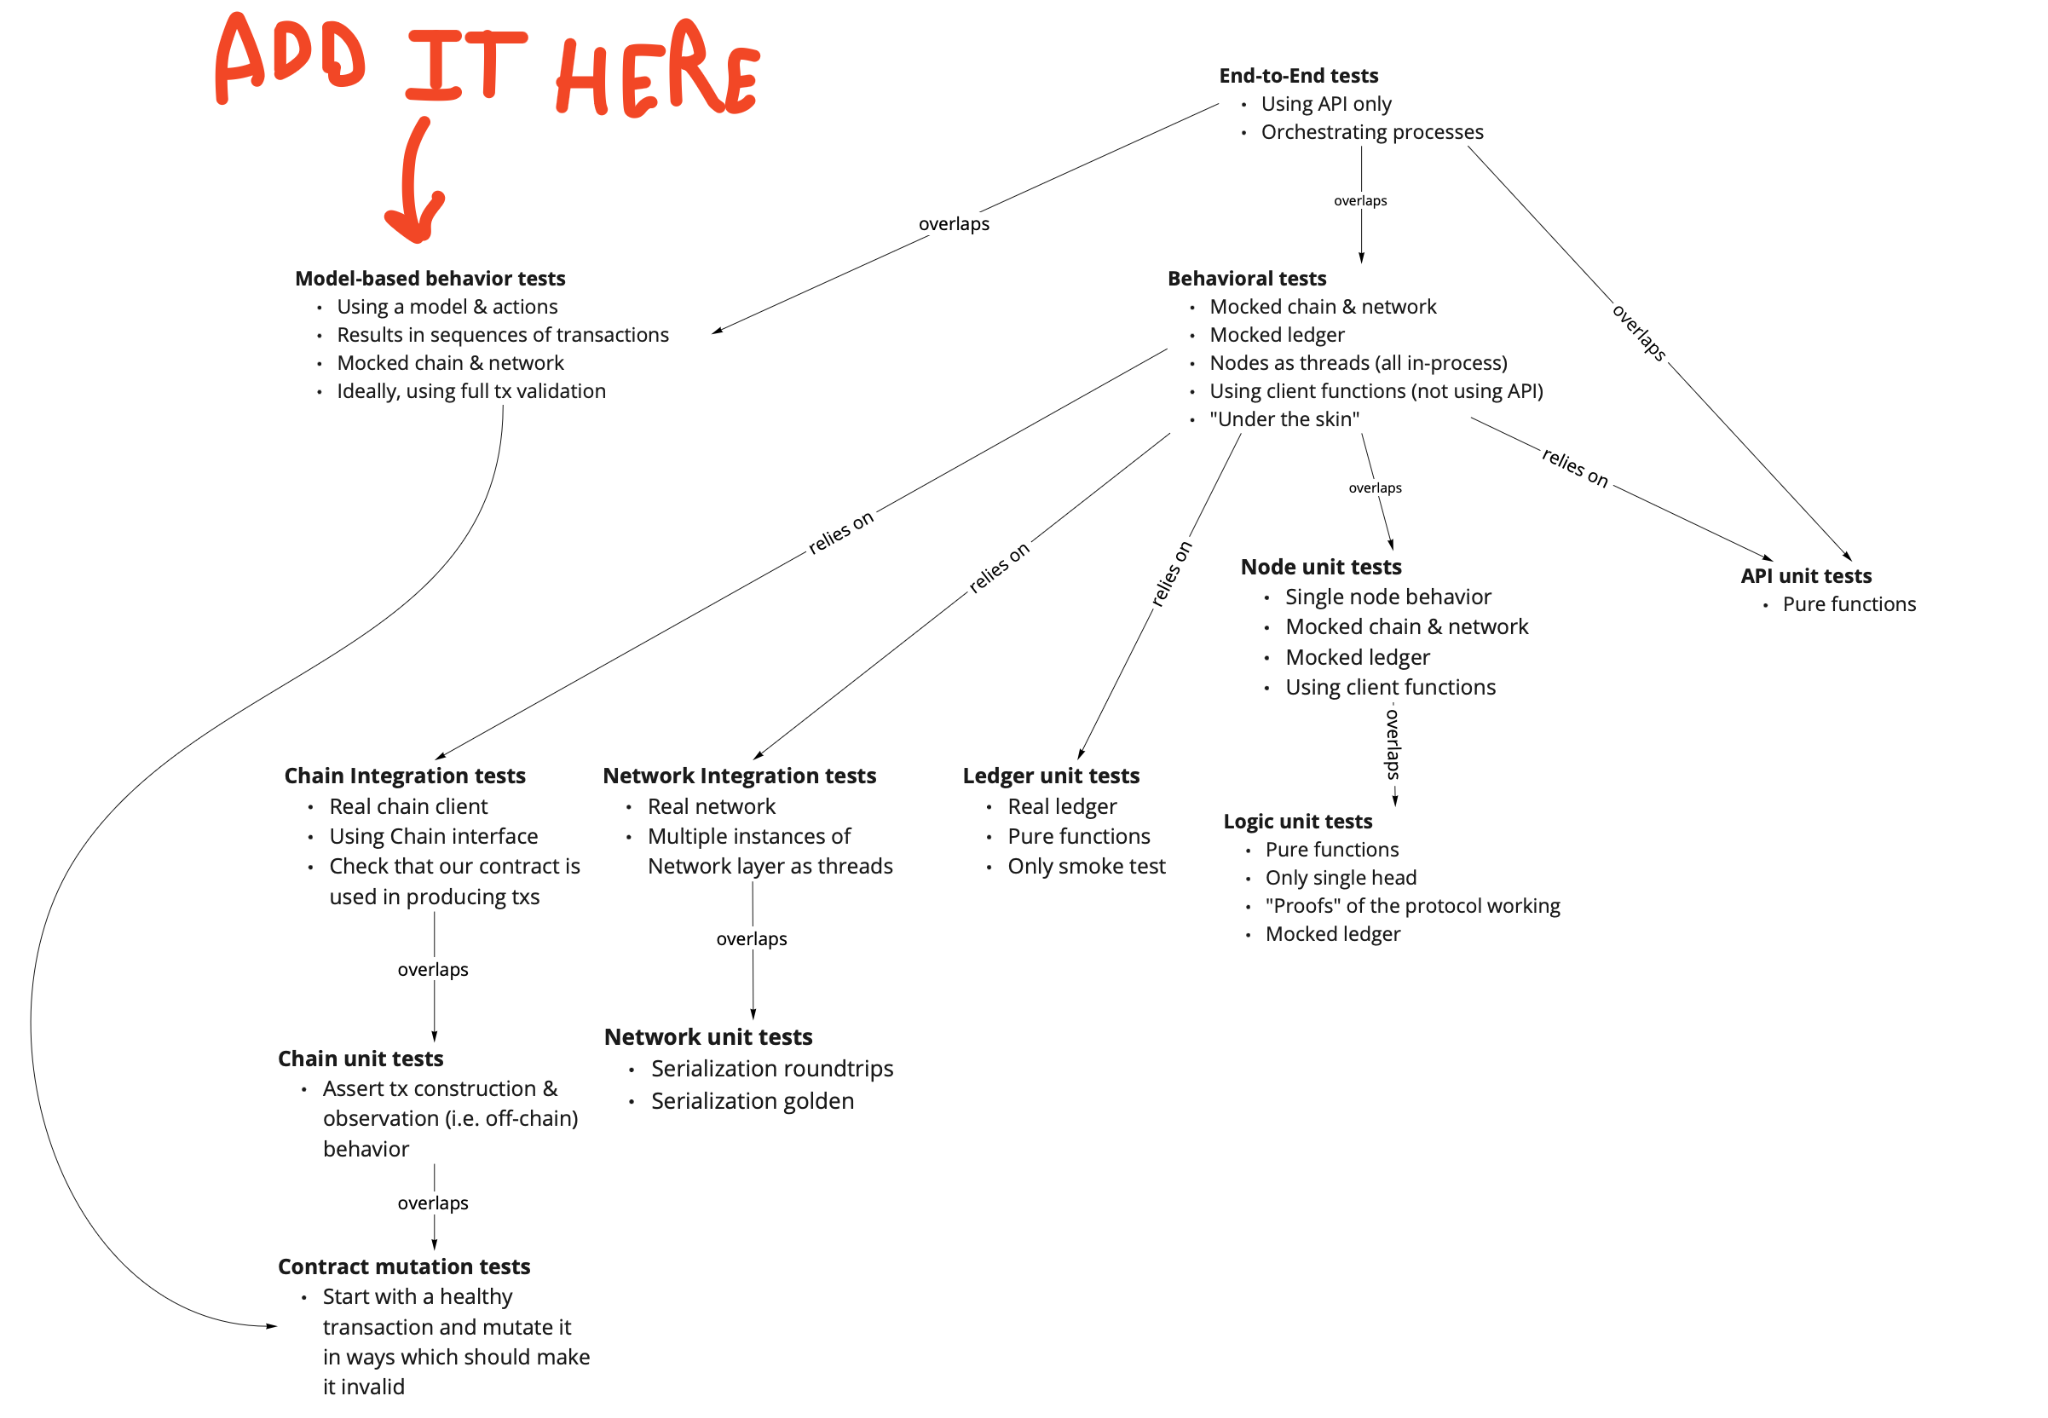 ADD IT HERE
End-to-End tests
• Using API only
• Orchestrating processes
overlaps
overlaps
overlaps
Model-based behavior tests
• Using a model & actions
• Results in sequences of transactions
• Mocked chain & network
• Ideally, using full tx validation
Behavioral tests
• Mocked chain & network
• Mocked ledger
• Nodes as threads (all in-process)
• Using client functions (not using API)
• "Under the skin"
relies on
relies on
relies on
overlaps
relies on
Node unit tests
• Single node behavior
• Mocked chain & network
• Mocked ledger
• Using client functions
API unit tests
• Pure functions
overlaps
Chain Integration tests
• Real chain client
• Using Chain interface
• Check that our contract is
used in producing txs
Network Integration tests
• Real network
• Multiple instances of
Network layer as threads
Ledger unit tests
• Real ledger
• Pure functions
• Only smoke test
Logic unit tests
• Pure functions
• Only single head
• "Proofs" of the protocol working
• Mocked ledger
overlaps
overlaps
Chain unit tests
• Assert tx construction &
observation (i.e. off-chain)
behavior
Network unit tests
• Serialization roundtrips
• Serialization golden
overlaps
Contract mutation tests
• Start with a healthy
transaction and mutate it
in ways which should make
it invalid